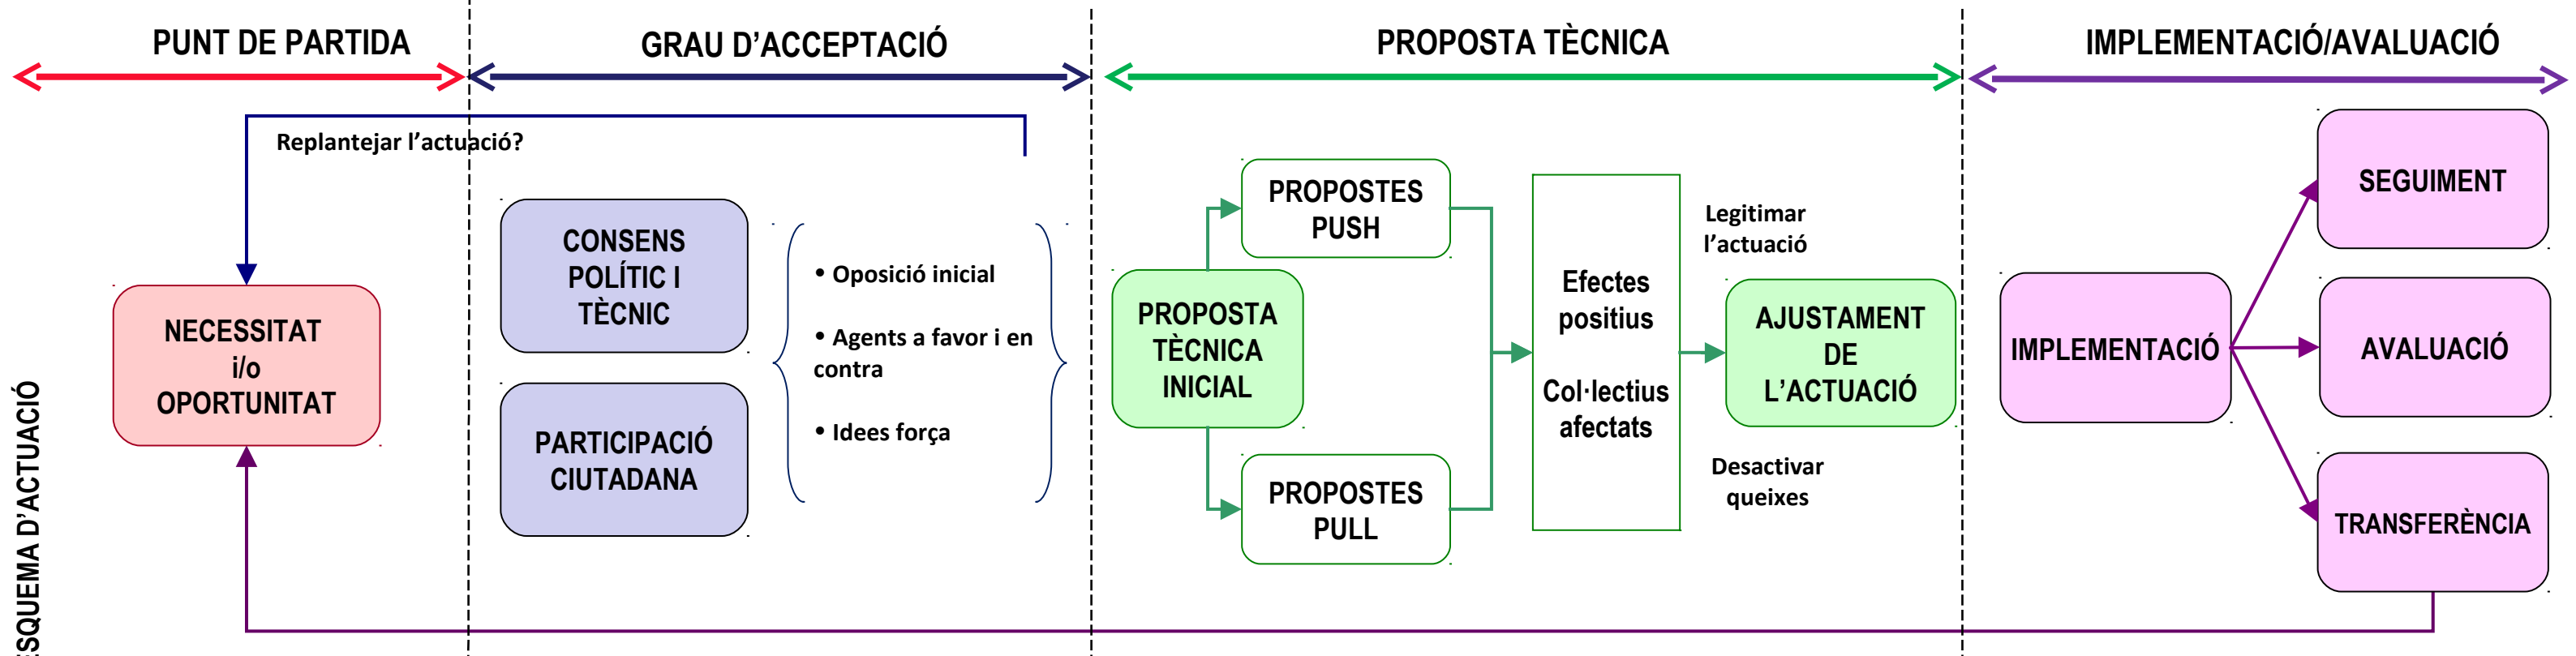 PUNT DE PARTIDA
GRAU D’ACCEPTACIÓ
PROPOSTA TÈCNICA
IMPLEMENTACIÓ/AVALUACIÓ
Replantejar l’actuació?
NECESSITAT
i/o
OPORTUNITAT
CONSENS
POLÍTIC I
TÈCNIC
PARTICIPACIÓ
CIUTADANA
• Oposició inicial
• Agents a favor i en
contra
• Idees força
PROPOSTA
TÈCNICA
INICIAL
PROPOSTES
PUSH
PROPOSTES
PULL
Efectes
positius
Col·lectius
afectats
Legitimar
l’actuació
AJUSTAMENT
DE
L’ACTUACIÓ
Desactivar
queixes
IMPLEMENTACIÓ
SEGUIMENT
AVALUACIÓ
TRANSFERÈNCIA
ESQUEMA D’ACTUACIÓ